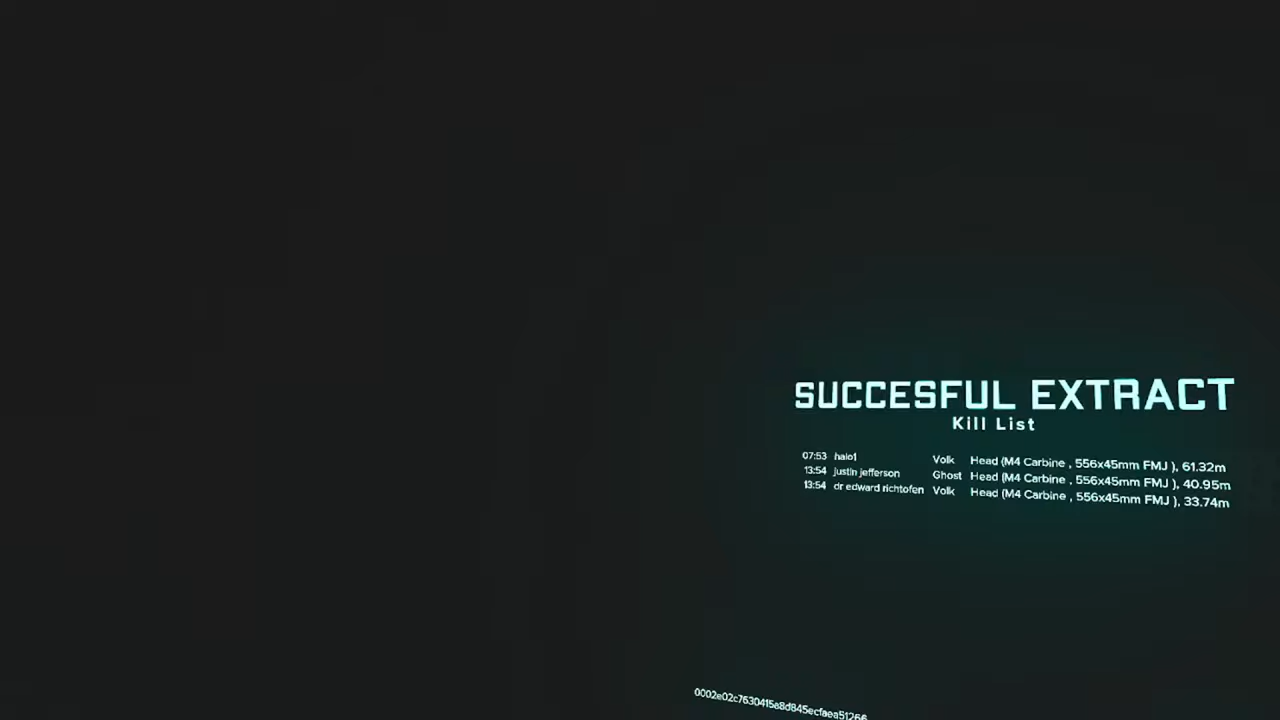 SUCCESFUL EXTRACT
Kill List
07:53 halo1 Volk Head (M4 Carbine , 556x45mm FMJ ), 61.32m
13:54 justin jefferson Ghost Head (M4 Carbine , 556x45mm FMJ ), 40.95m
13:54 dr edward richtofen Volk Head (M4 Carbine , 556x45mm FMJ ), 33.74m
0002e02c7630415a8d845ecfaea51266